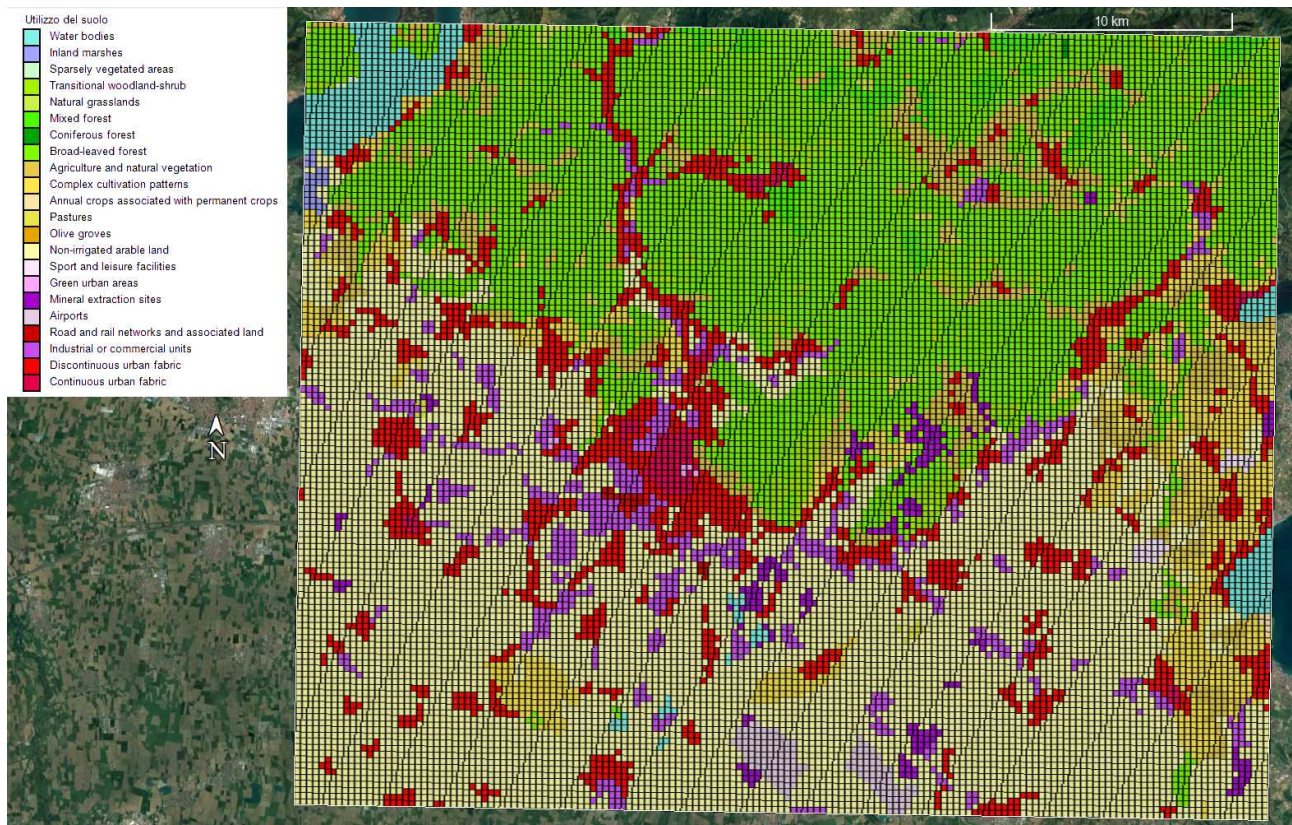 Utilizzo del suolo
Water bodies
Inland marshes
Sparsely vegetated areas
Transitional woodland-shrub
Natural grasslands
Mixed forest
Coniferous forest
Broad-leaved forest
Agriculture and natural vegetation
Complex cultivation patterns
Annual crops associated with permanent crops
Pastures
Olive groves
Non-irrigated arable land
Sport and leisure facilities
Green urban areas
Mineral extraction sites
Airports
Road and rail networks and associated land
Industrial or commercial units
Discontinuous urban fabric
Continuous urban fabric
10 km
N